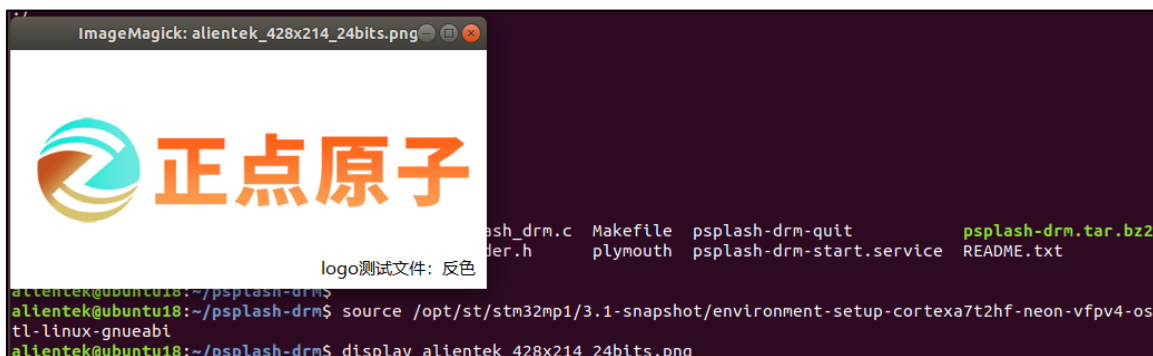 ImageMagick: alientek_428x214_24bits.png
正点原子
logo测试文件：反色
ash_drm.c Makefile psplash-drm-quit psplash-drm.tar.bz2
der.h plymouth psplash-drm-start.service README.txt
alientek@ubuntu18:~/psplash-drm$
alientek@ubuntu18:~/psplash-drm$ source /opt/st/stm32mp1/3.1-snapshot/environment-setup-cortexa7t2hf-neon-vfpv4-os
tl-linux-gnueabi
alientek@ubuntu18:~/psplash-drm$ display alientek_428x214_24bits.png